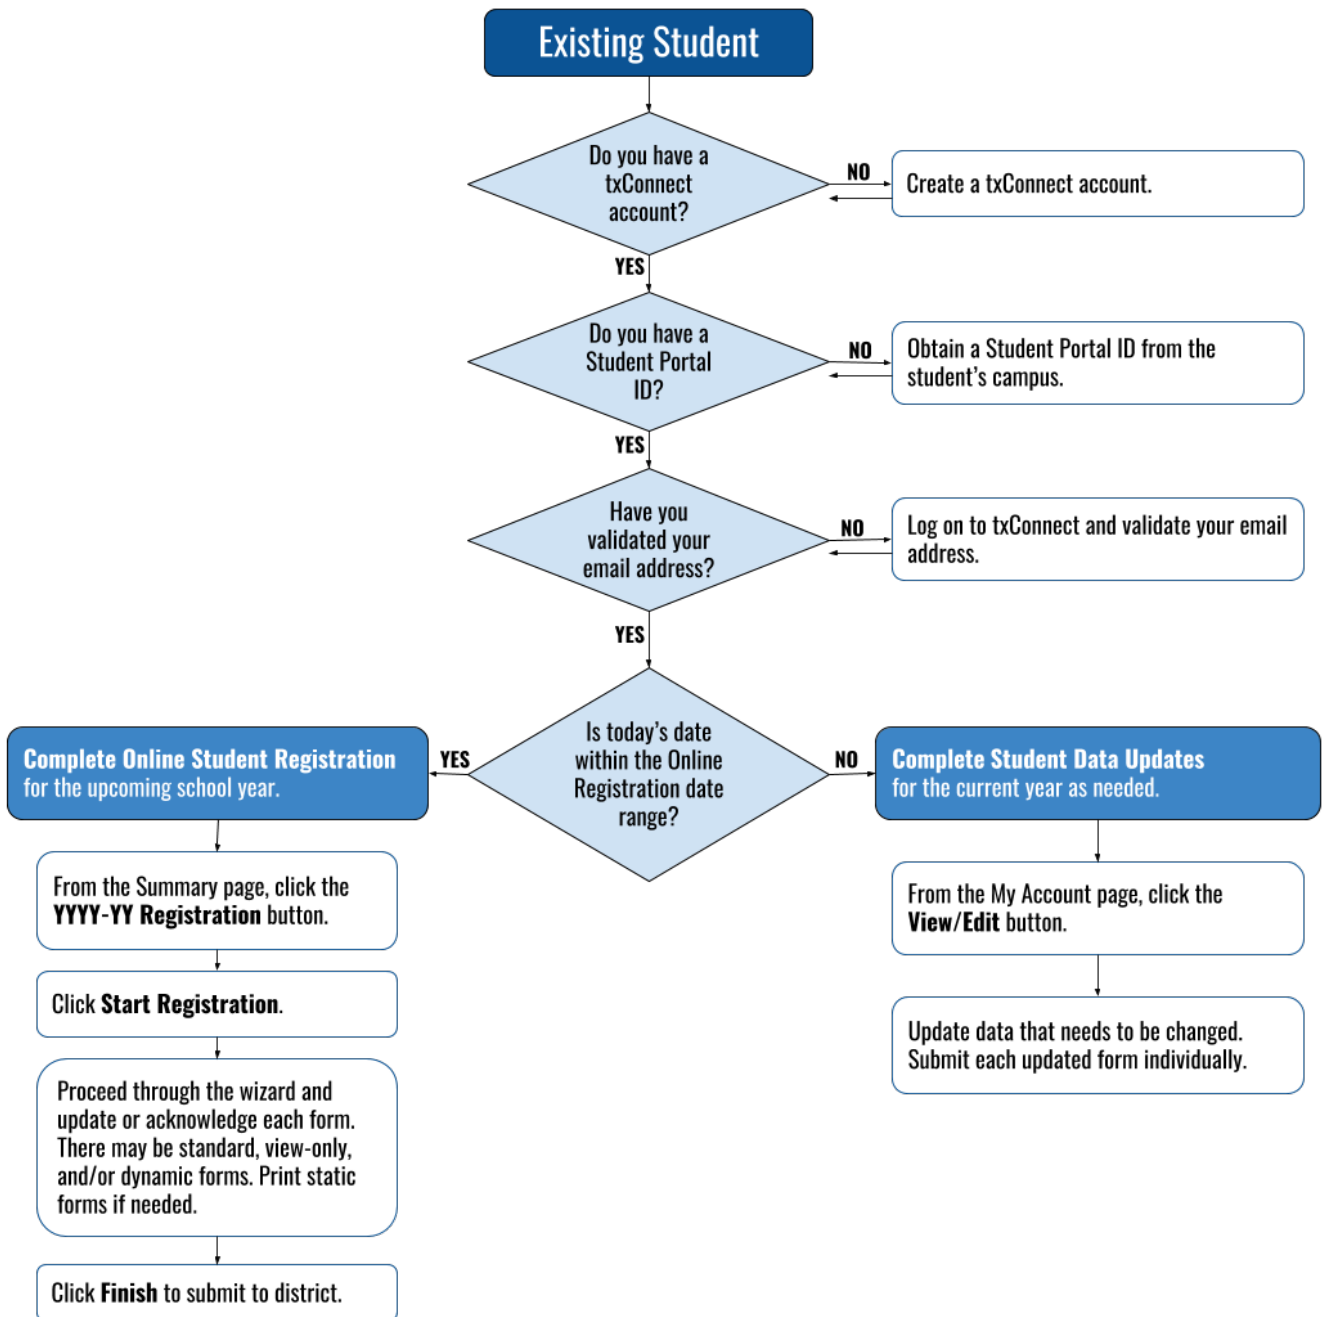 Existing Student
Do you have a
txConnect
account?
NO
Create a txConnect account.
YES
Do you have a
Student Portal
ID?
NO
Obtain a Student Portal ID from the
student's campus.
YES
Have you
validated your
email address?
NO
Log on to txConnect and validate your email
address.
YES
Is today's date
within the Online
Registration date
range?
YES
Complete Online Student Registration
for the upcoming school year.
From the Summary page, click the
YYYY-YY Registration button.
Click Start Registration.
Proceed through the wizard and
update or acknowledge each form.
There may be standard, view-only,
and/or dynamic forms. Print static
forms if needed.
Click Finish to submit to district.
NO
Complete Student Data Updates
for the current year as needed.
From the My Account page, click the
View/Edit button.
Update data that needs to be changed.
Submit each updated form individually.